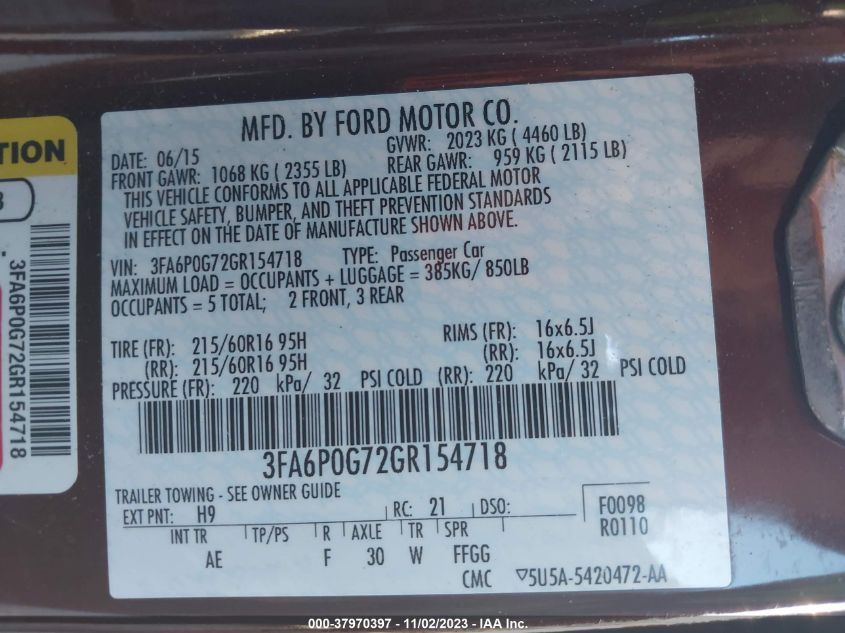 MFD. BY FORD MOTOR CO.
DATE: 06/15 GVWR: 2023 KG ( 4460 LB)
FRONT GAWR: 1068 KG ( 2355 LB) REAR GAWR: 959 KG ( 2115 LB)
THIS VEHICLE CONFORMS TO ALL APPLICABLE FEDERAL MOTOR
VEHICLE SAFETY, BUMPER, AND THEFT PREVENTION STANDARDS
IN EFFECT ON THE DATE OF MANUFACTURE SHOWN ABOVE.
VIN: 3FA6P0G72GR154718 TYPE: Passenger Car
MAXIMUM LOAD = OCCUPANTS + LUGGAGE = 385KG/ 850LB
OCCUPANTS = 5 TOTAL; 2 FRONT, 3 REAR
TIRE (FR): 215/60R16 95H RIMS (FR): 16x6.5J
(RR): 215/60R16 95H (RR): 16x6.5J
PRESSURE (FR): 220 kPa/ 32 PSI COLD (RR): 220 kPa/ 32 PSI COLD
3FA6P0G72GR154718
TRAILER TOWING - SEE OWNER GUIDE
EXT PNT: H9 RC: 21 DSO: F0098
R0110
INT TR TP/PS R AXLE TR SPR
AE F 30 W FFGG
CMC 5U5A-5420472-AA
TION
3FA6P0G72GR154718
000-37970397 - 11/02/2023 - IAA Inc.